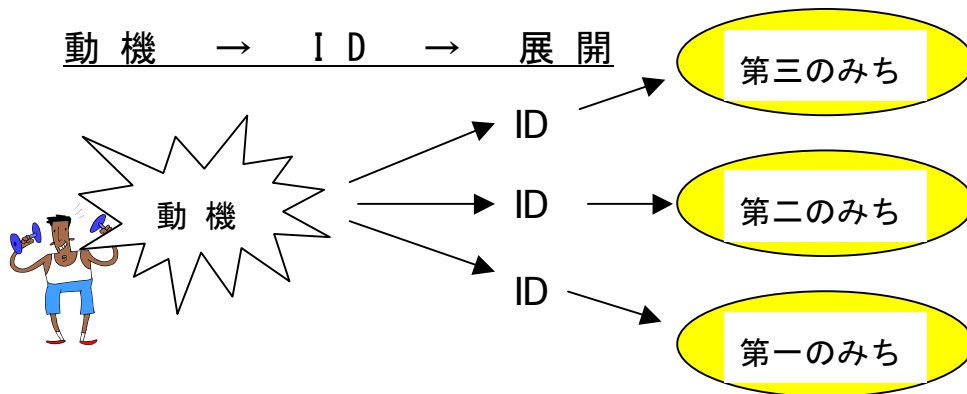 動 機 → Ⅰ D → 展 開
第三のみち
ID
動 機
ID
第二のみち
ID
第一のみち